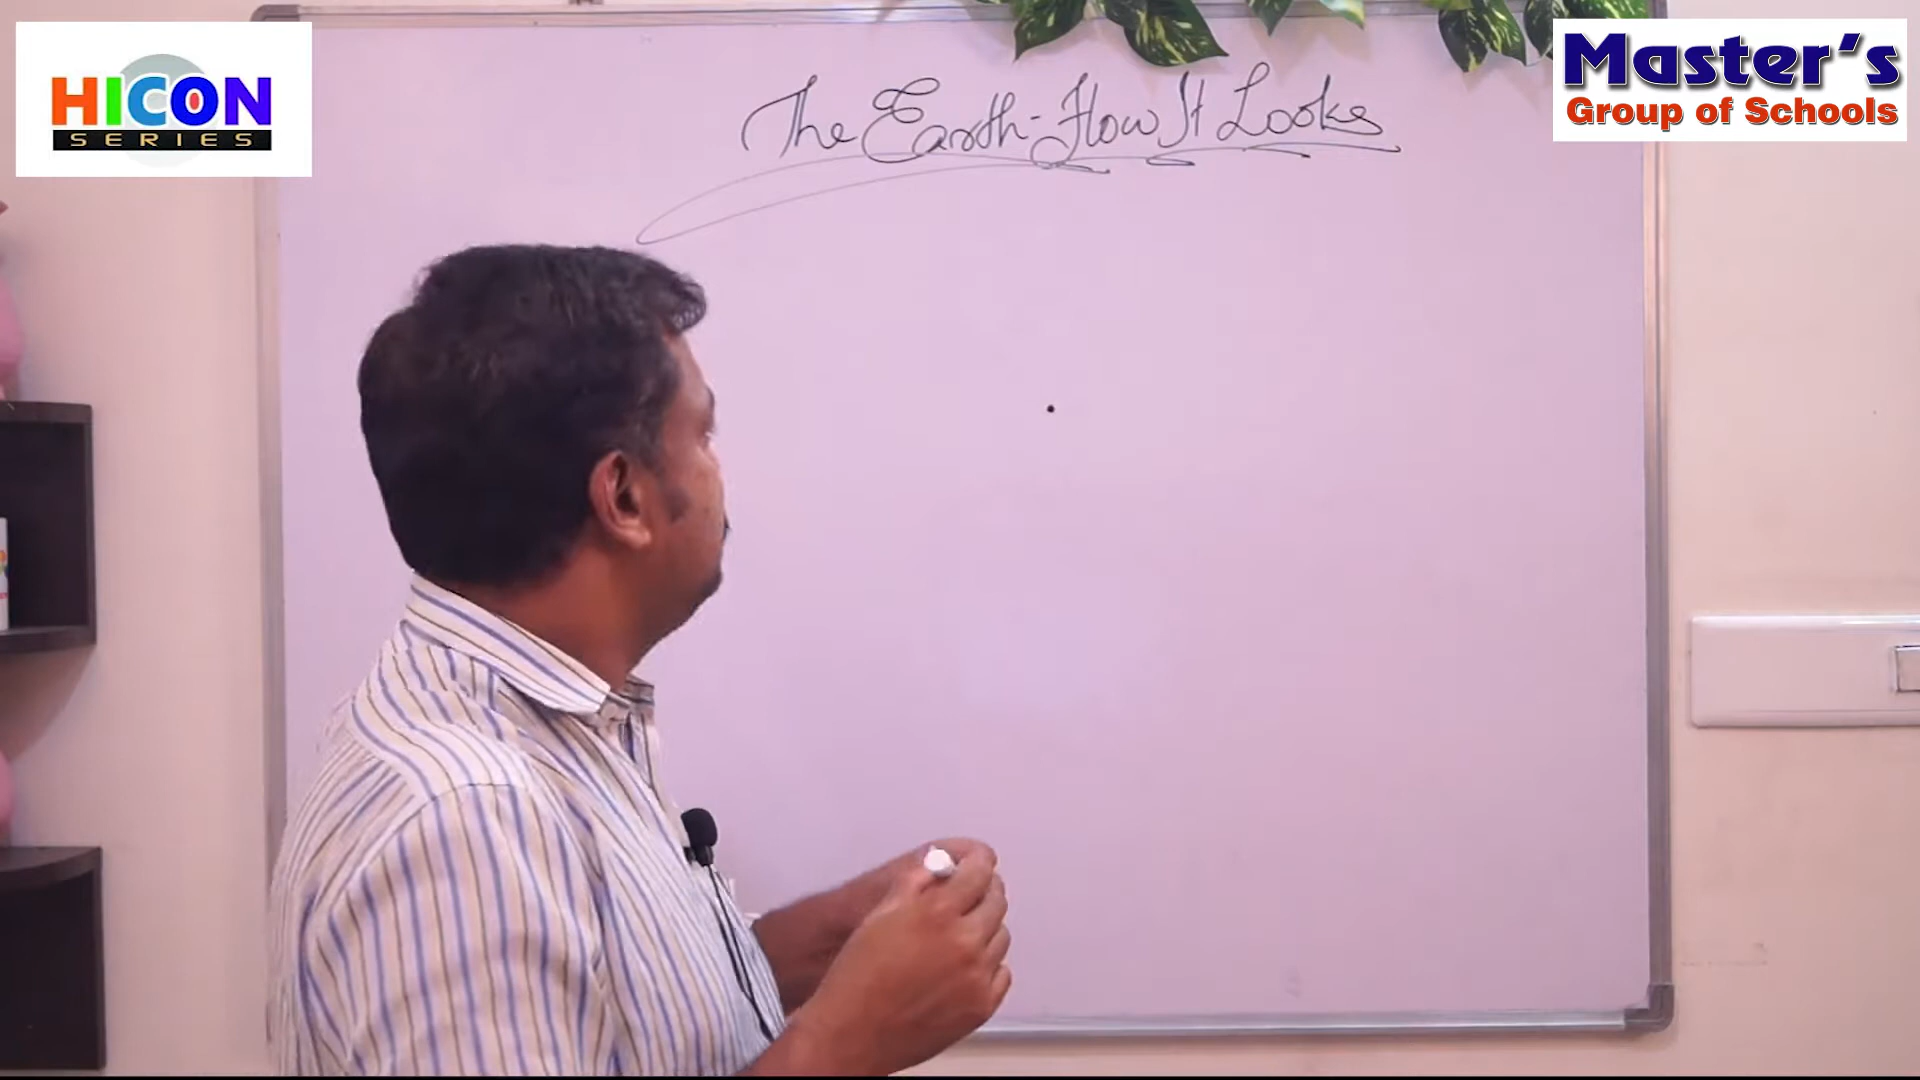 HICON
SERIES
The Earth-How It Looks
Master's
Group of Schools